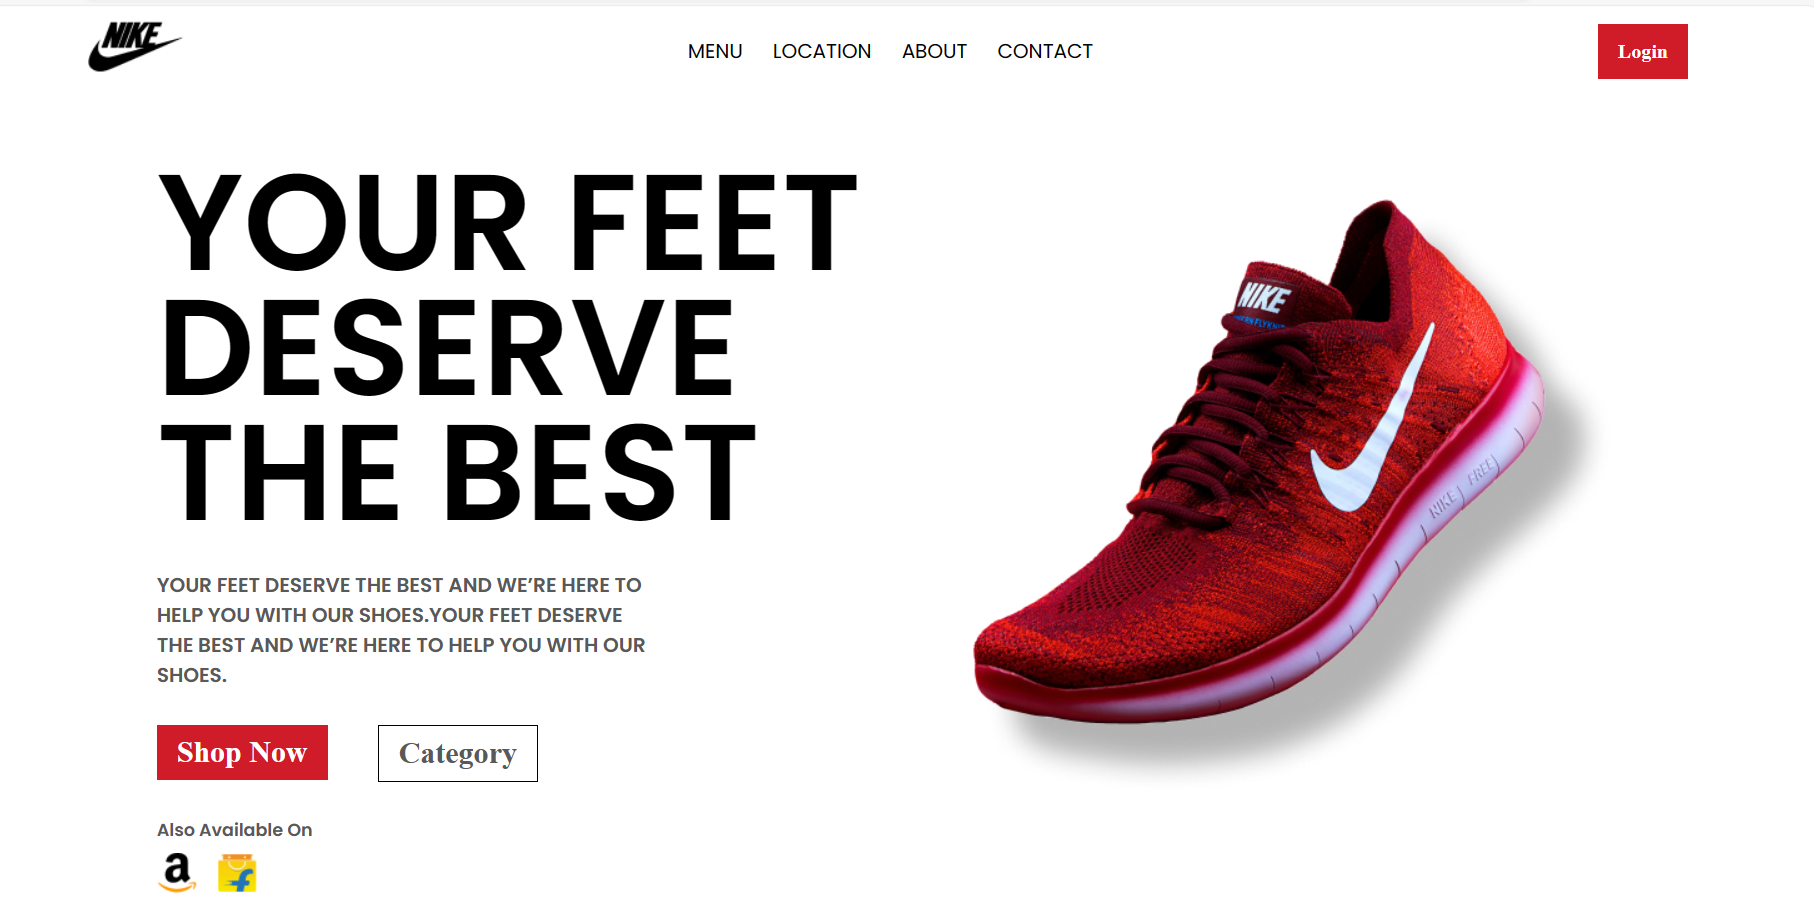 NIKE
MENU LOCATION ABOUT CONTACT
Login
YOUR FEET
DESERVE
THE BEST
YOUR FEET DESERVE THE BEST AND WE’RE HERE TO
HELP YOU WITH OUR SHOES.YOUR FEET DESERVE
THE BEST AND WE’RE HERE TO HELP YOU WITH OUR
SHOES.
Shop Now
Category
Also Available On
a
f
NIKE
NIKE FREE